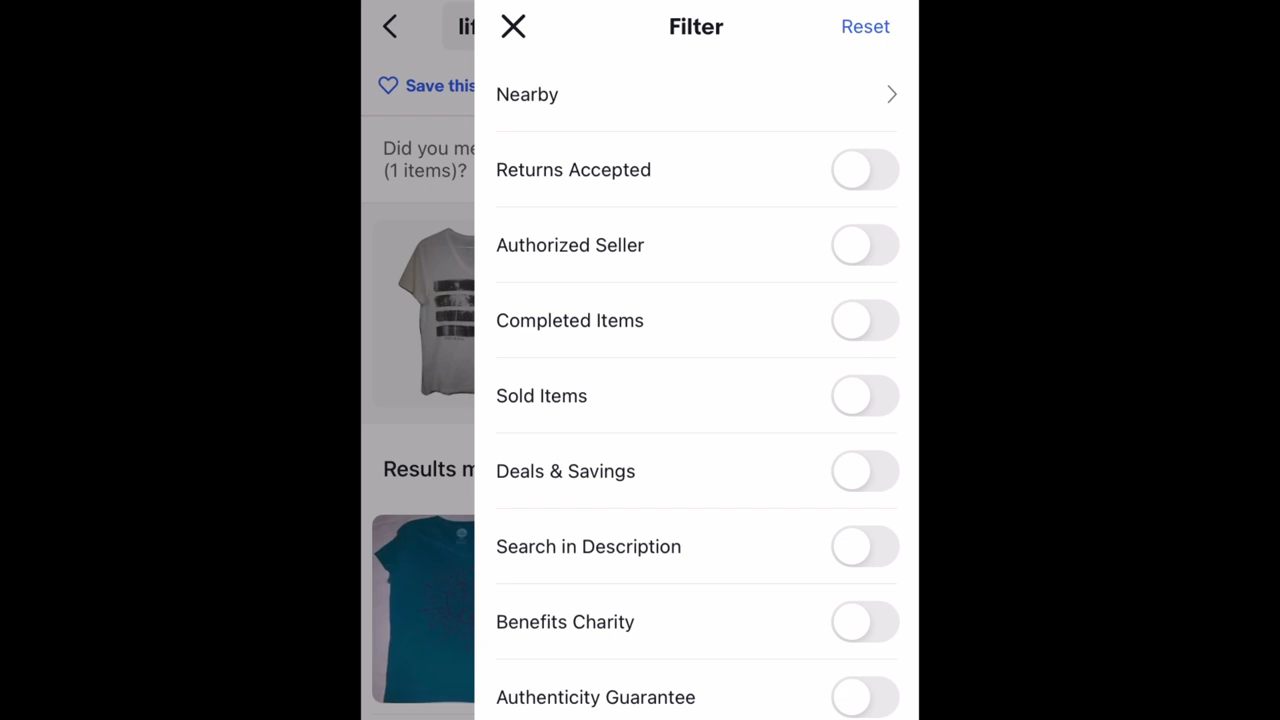 lif
Filter
Reset
Save this
Did you me
(1 items)?
Results m
Nearby
Returns Accepted
Authorized Seller
Completed Items
Sold Items
Deals & Savings
Search in Description
Benefits Charity
Authenticity Guarantee